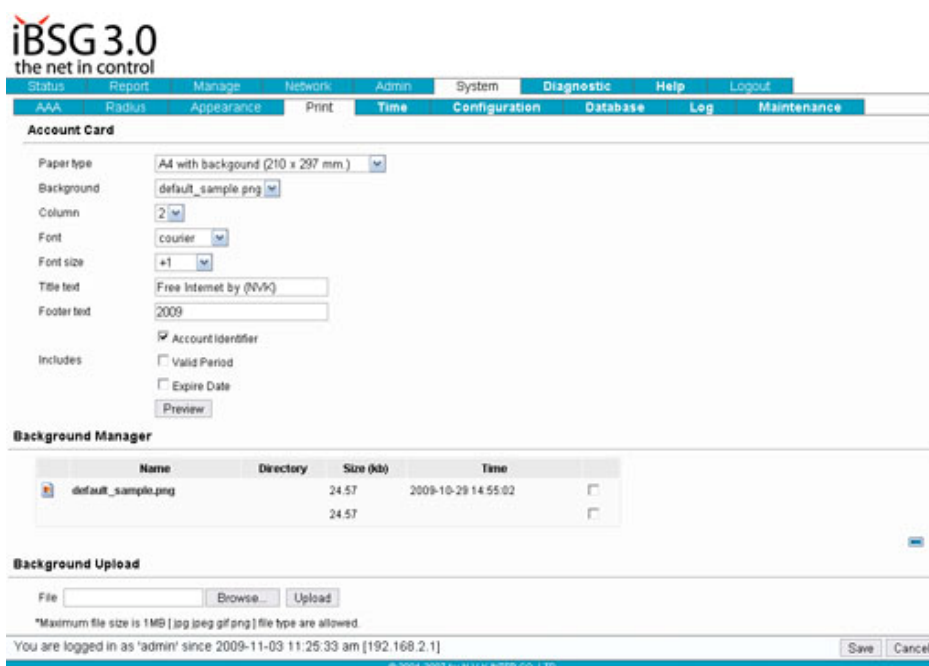 iBSG 3.0
the net in control
Status Report Manage Network Admin System Diagnostic Help Logout
AAA Radius Appearance Print Time Configuration Database Log Maintenance
Account Card
Paper type A4 with backgound (210 x 297 mm.)
Background default_sample.png
Column 2
Font courier
Font size +1
Title text Free Internet by (NVK)
Footer text 2009
Account Identifier
Includes Valid Period
Expire Date
Preview
Background Manager
Name Directory Size (kb) Time
default_sample.png 24.57 2009-10-29 14:55:02
24.57
Background Upload
File Browse... Upload
*Maximum file size is 1MB [ jpg jpeg gif png ] file type are allowed.
You are logged in as 'admin' since 2009-11-03 11:25:33 am [192.168.2.1] Save Cancel